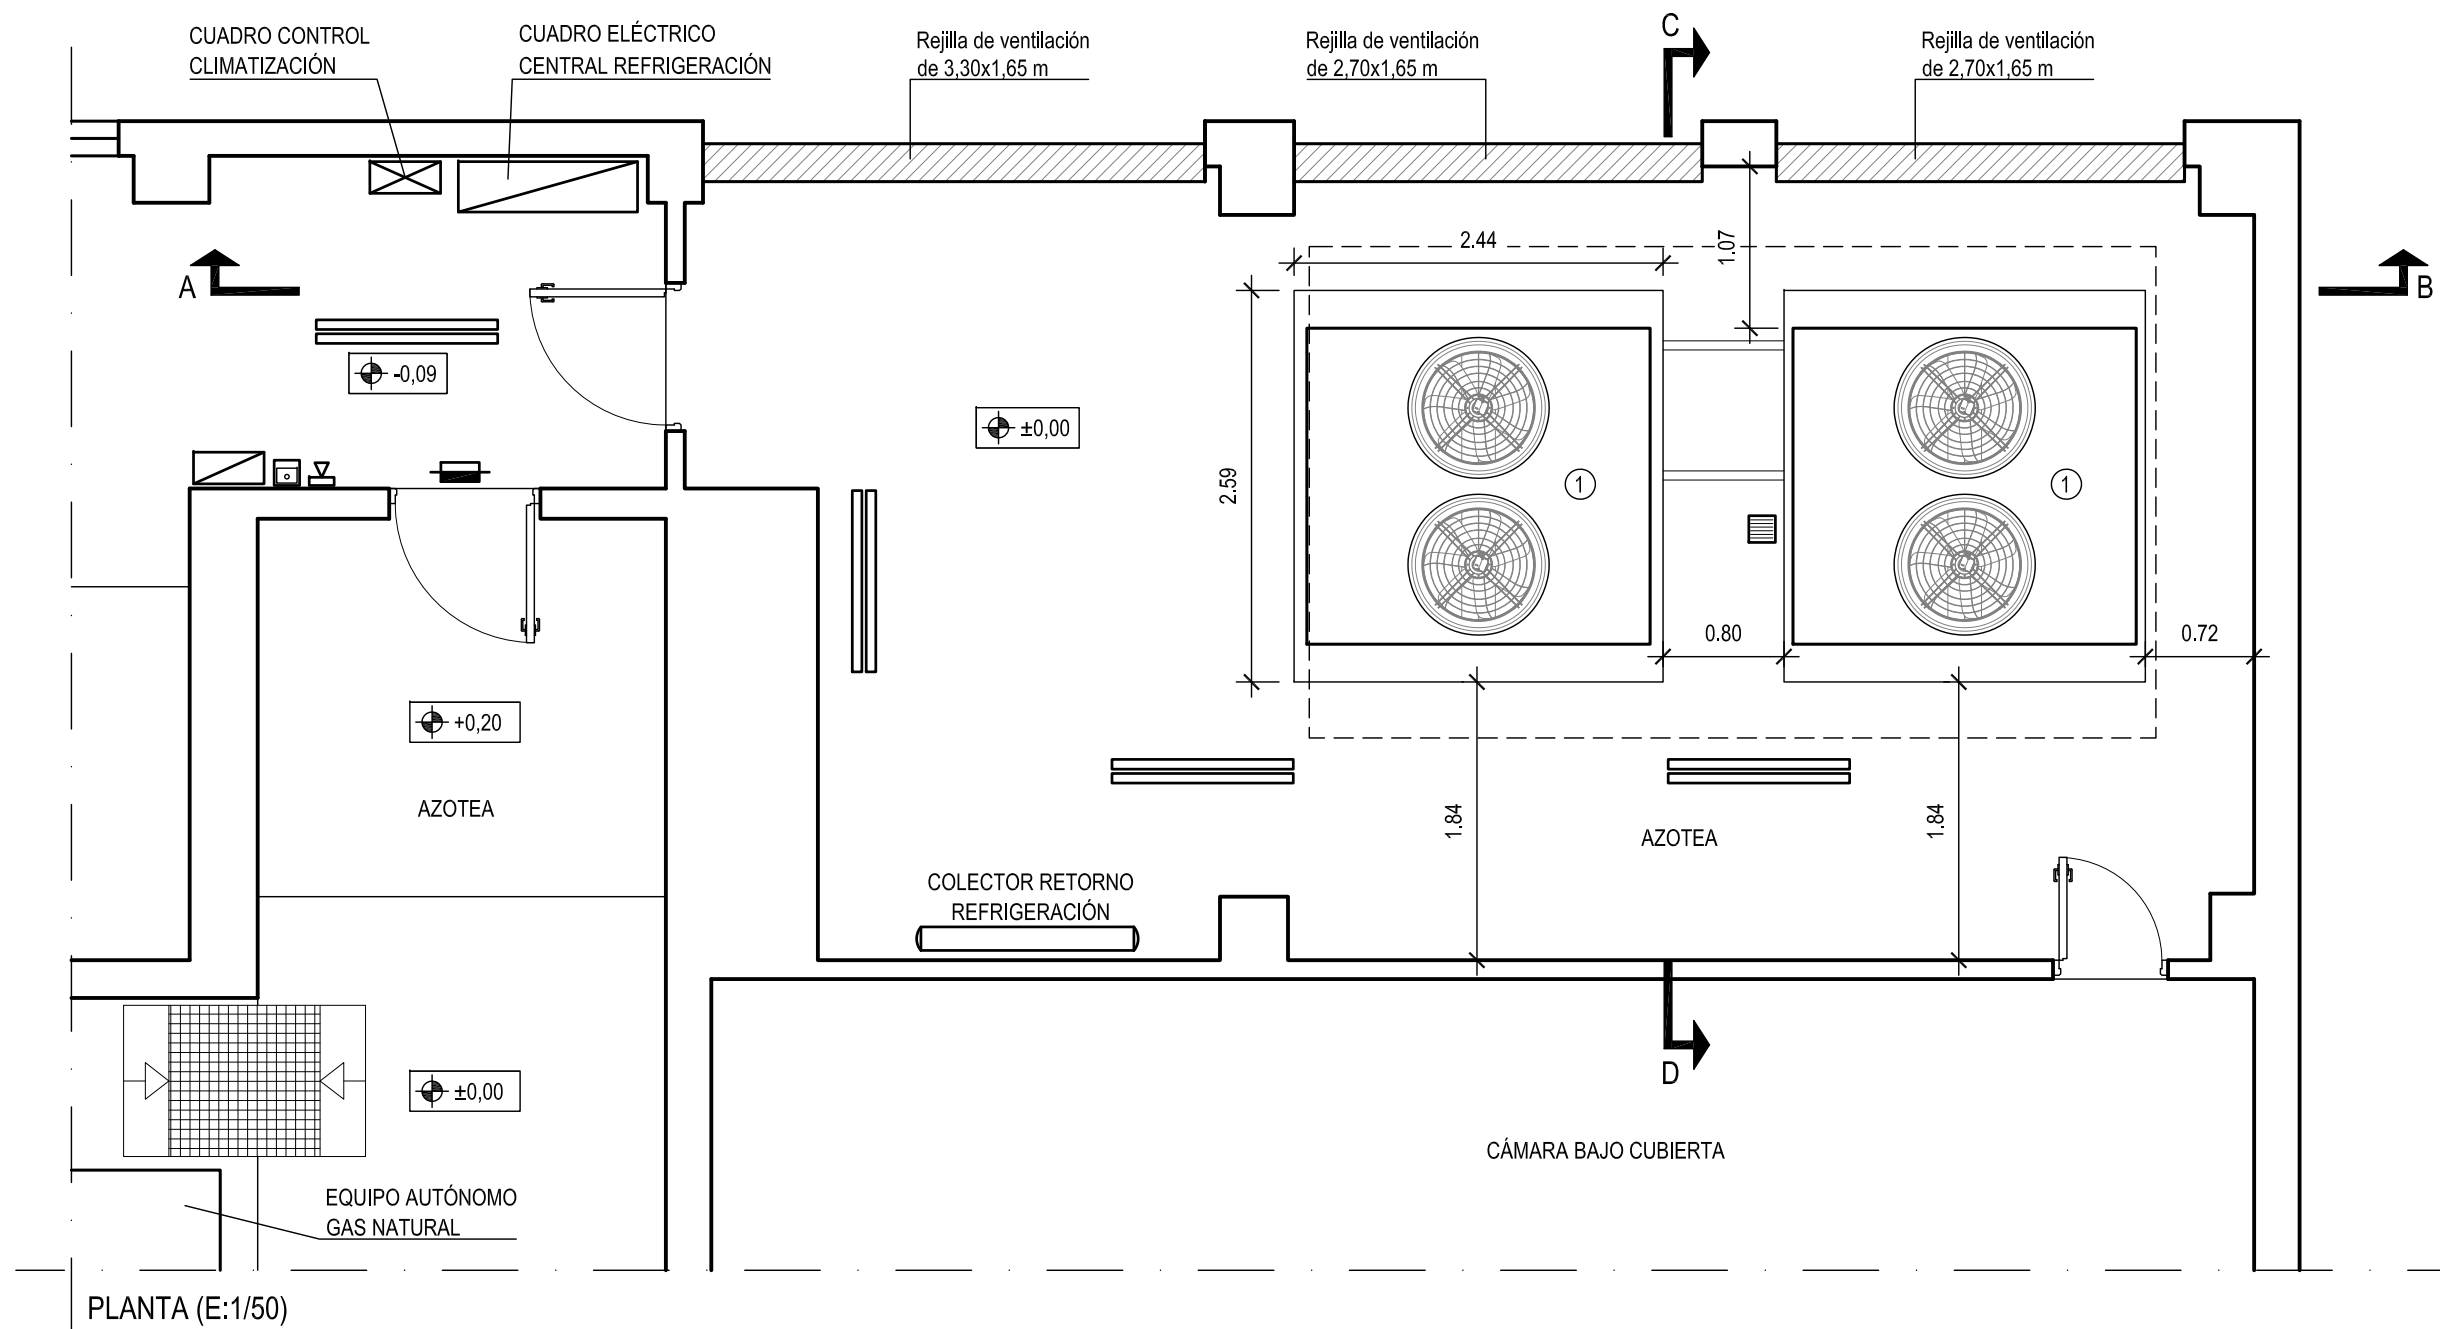 CUADRO CONTROL
CLIMATIZACIÓN
CUADRO ELÉCTRICO
CENTRAL REFRIGERACIÓN
Rejilla de ventilación
de 3,30x1,65 m
Rejilla de ventilación
de 2,70x1,65 m
C
Rejilla de ventilación
de 2,70x1,65 m
A
2.44
1.07
B
-0,09
±0,00
2.59
1
1
0.80
0.72
+0,20
AZOTEA
1.84
AZOTEA
1.84
COLECTOR RETORNO
REFRIGERACIÓN
D
±0,00
CÁMARA BAJO CUBIERTA
EQUIPO AUTÓNOMO
GAS NATURAL
PLANTA (E:1/50)